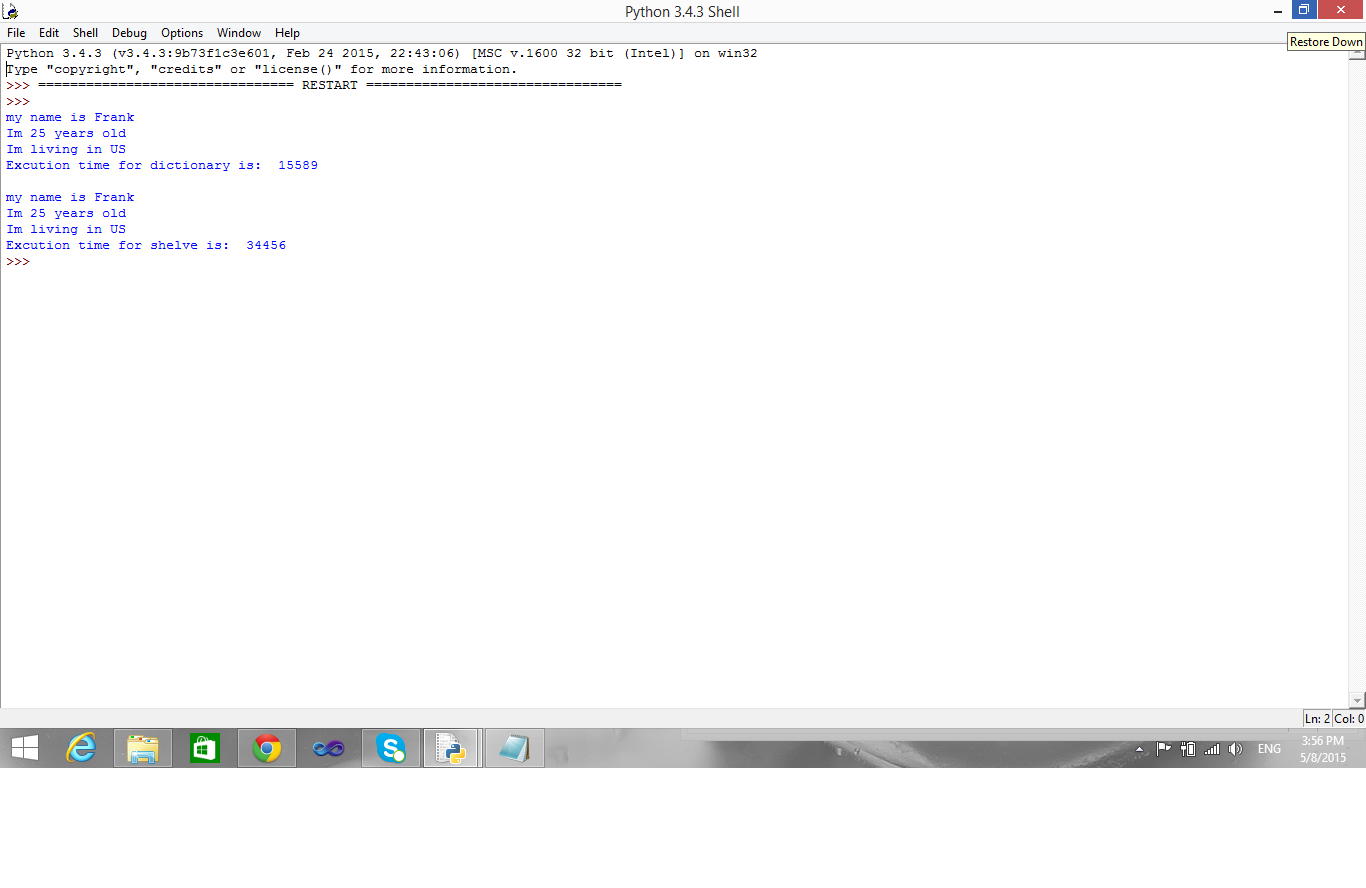 Python 3.4.3 Shell
File Edit Shell Debug Options Window Help
Restore Down
Python 3.4.3 (v3.4.3:9b73f1c3e601, Feb 24 2015, 22:43:06) [MSC v.1600 32 bit (Intel)] on win32
Type "copyright", "credits" or "license()" for more information.
>>> ================================ RESTART ================================
>>>
my name is Frank
Im 25 years old
Im living in US
Excution time for dictionary is:  15589
my name is Frank
Im 25 years old
Im living in US
Excution time for shelve is:  34456
>>>
Ln: 2 Col: 0
ENG
3:56 PM
5/8/2015